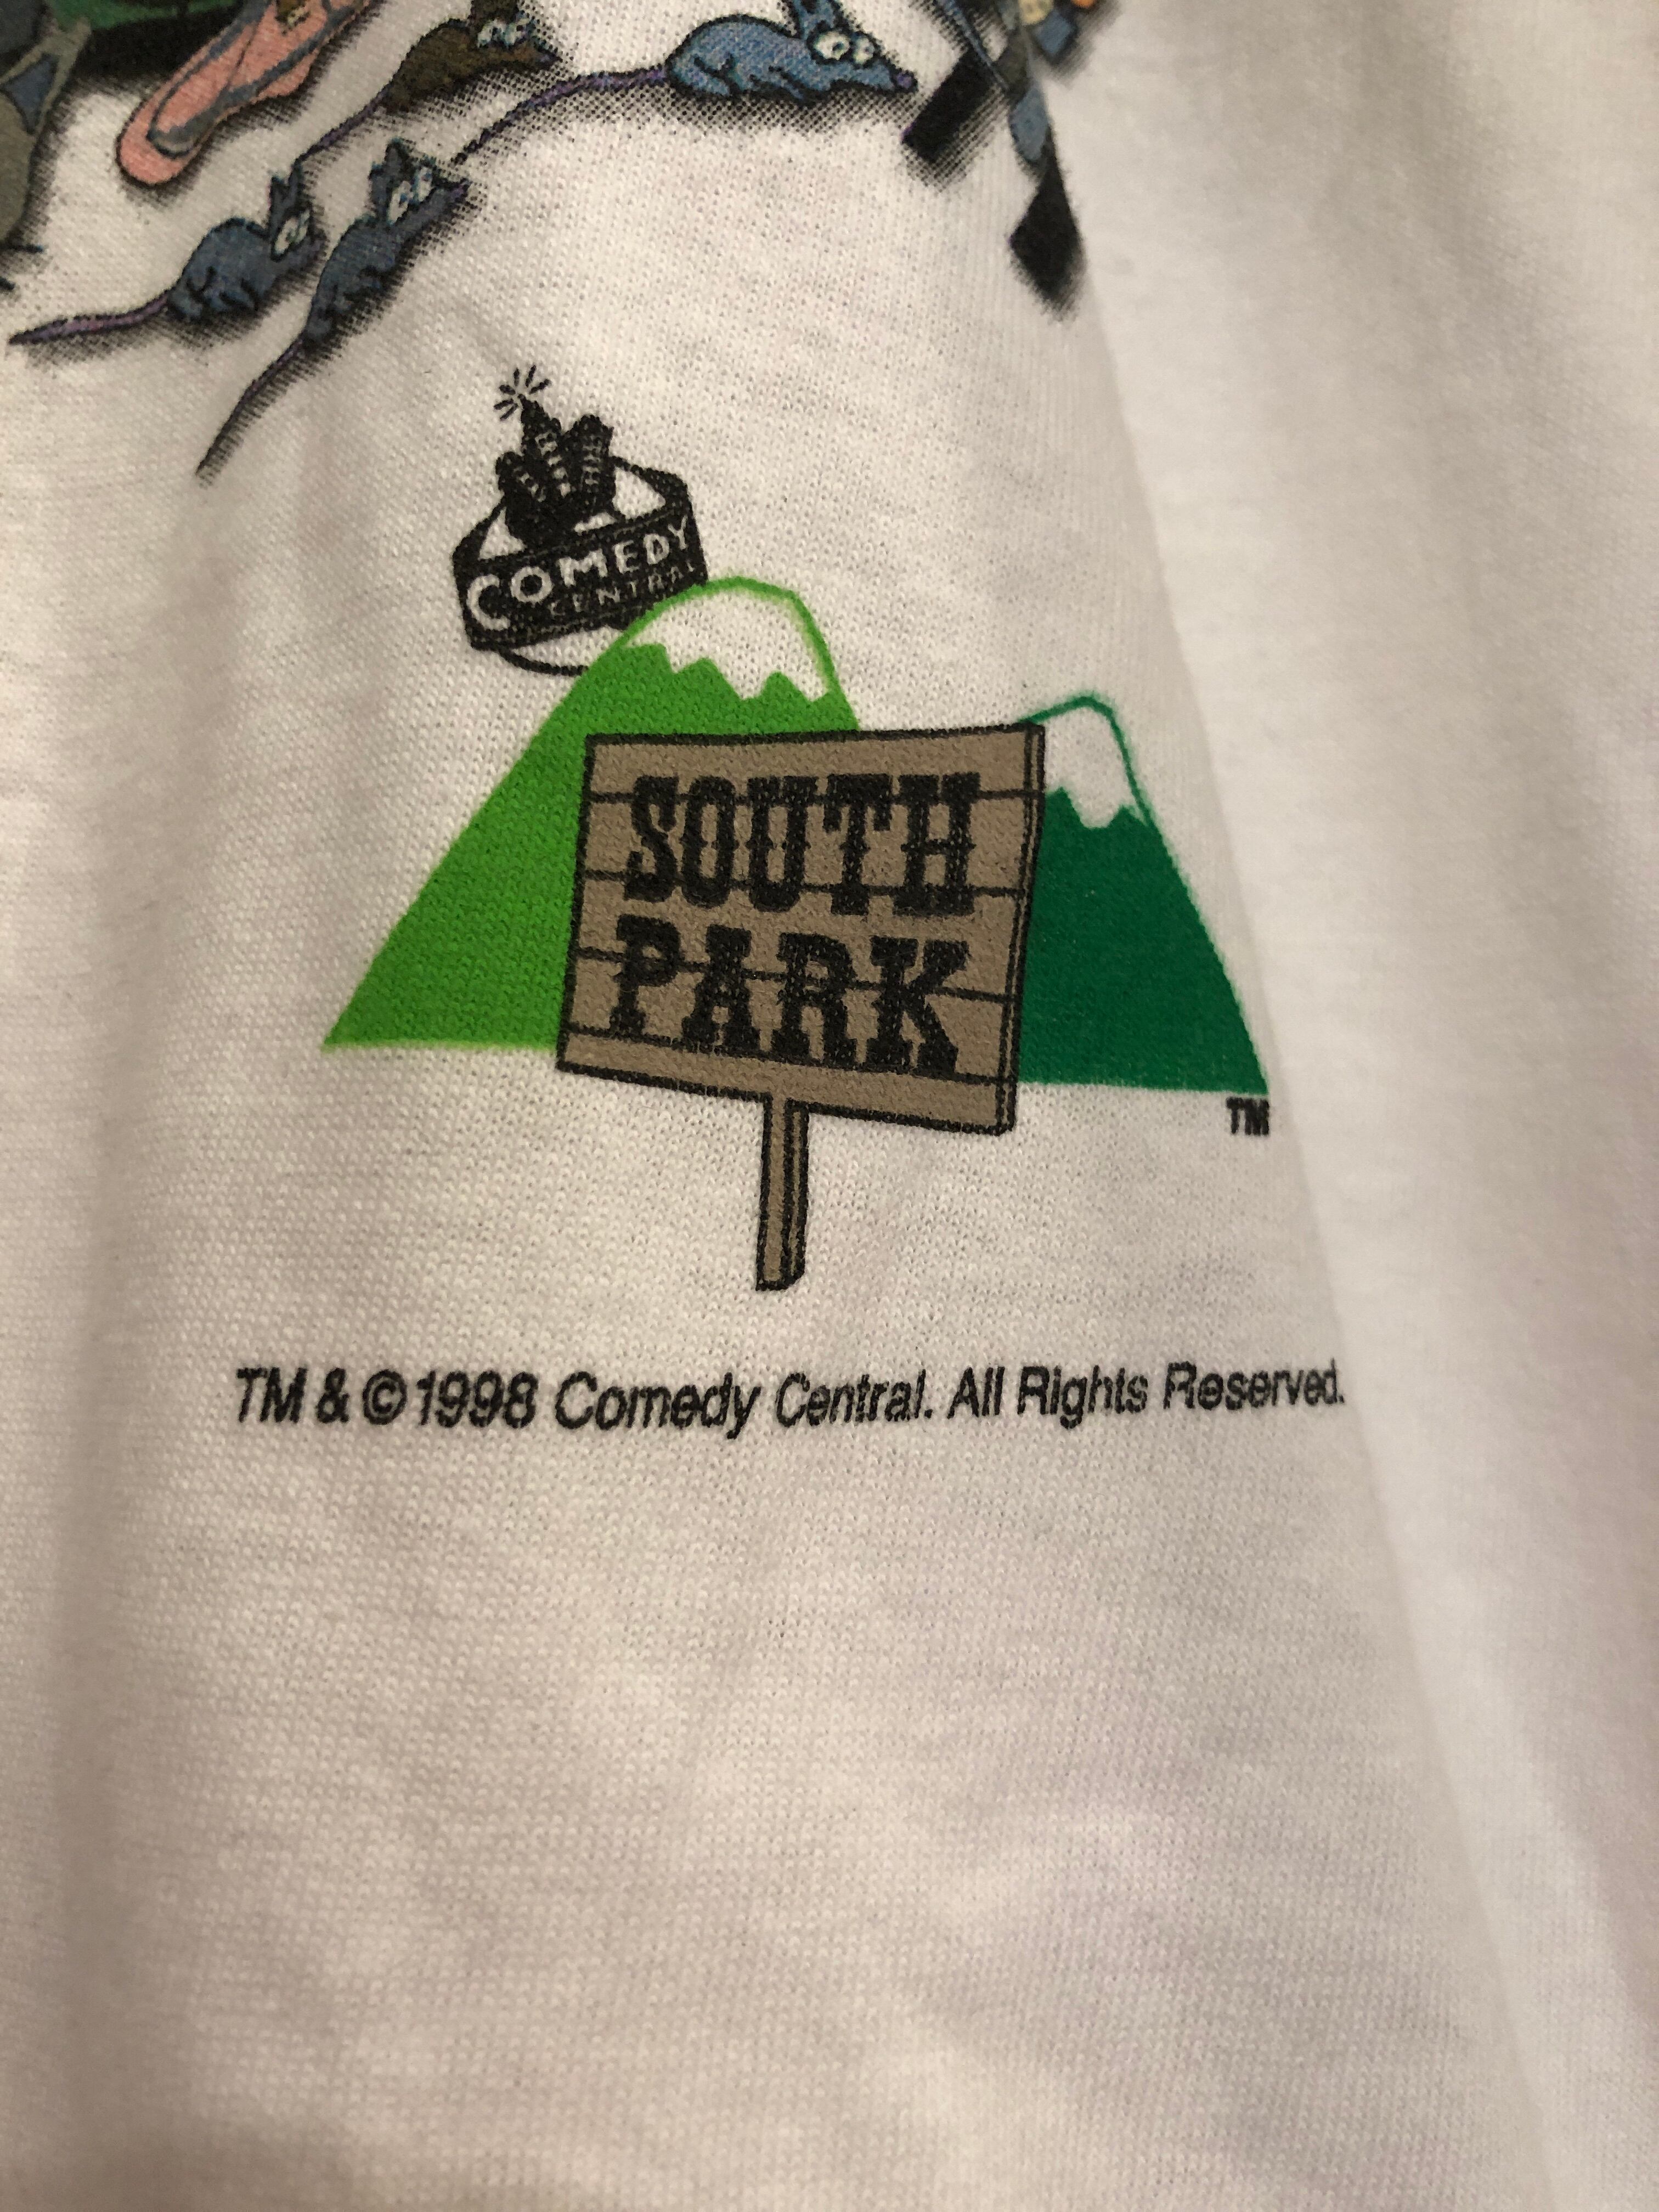 COMEDY
CENTRAL
SOUTH
PARK
TM
TM & © 1998 Comedy Central. All Rights Reserved.